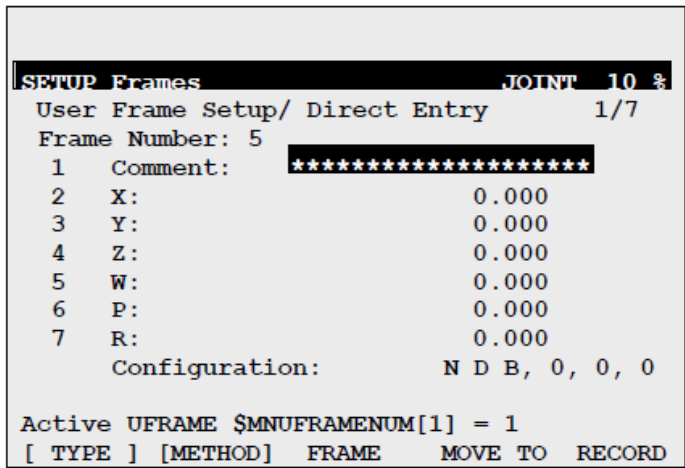 SETUP Frames JOINT 10 %
User Frame Setup/ Direct Entry 1/7
Frame Number: 5
1 Comment: ********************
2 X: 0.000
3 Y: 0.000
4 Z: 0.000
5 W: 0.000
6 P: 0.000
7 R: 0.000
Configuration: N D B, 0, 0, 0
Active UFRAME $MNUFRAMENUM[1] = 1
[ TYPE ] [METHOD] FRAME MOVE TO RECORD